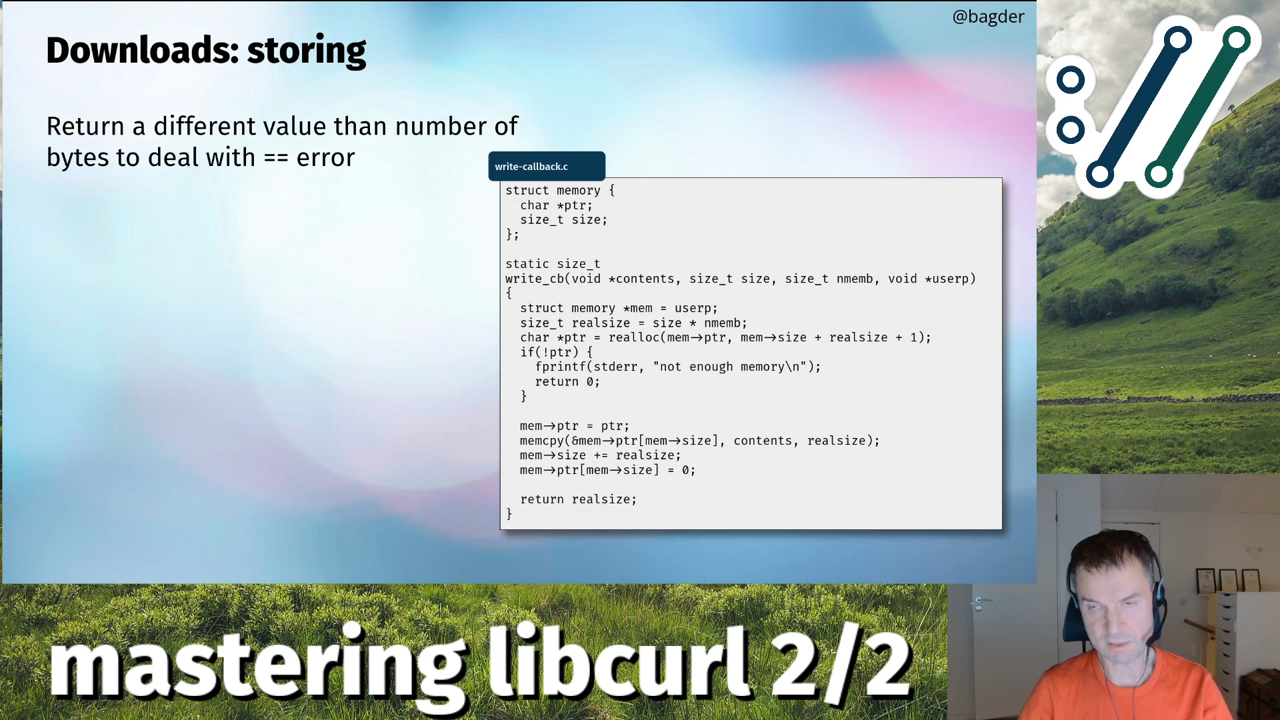 @bagder
Downloads: storing
Return a different value than number of
bytes to deal with == error
write-callback.c
struct memory {
  char *ptr;
  size_t size;
};

static size_t
write_cb(void *contents, size_t size, size_t nmemb, void *userp)
{
  struct memory *mem = userp;
  size_t realsize = size * nmemb;
  char *ptr = realloc(mem->ptr, mem->size + realsize + 1);
  if(!ptr) {
    fprintf(stderr, "not enough memory\n");
    return 0;
  }

  mem->ptr = ptr;
  memcpy(&mem->ptr[mem->size], contents, realsize);
  mem->size += realsize;
  mem->ptr[mem->size] = 0;

  return realsize;
}
mastering libcurl 2/2